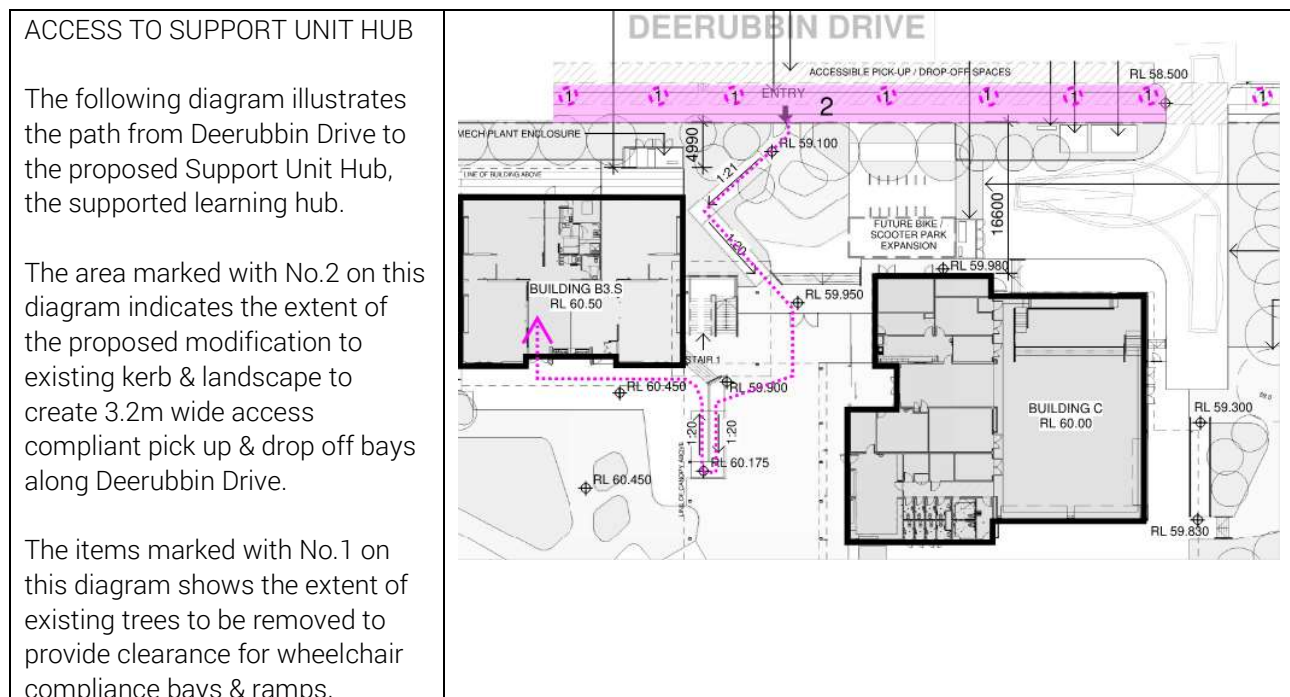 ACCESS TO SUPPORT UNIT HUB
The following diagram illustrates
the path from Deerubbin Drive to
the proposed Support Unit Hub,
the supported learning hub.
The area marked with No.2 on this
diagram indicates the extent of
the proposed modification to
existing kerb & landscape to
create 3.2m wide access
compliant pick up & drop off bays
along Deerubbin Drive.
The items marked with No.1 on
this diagram shows the extent of
existing trees to be removed to
provide clearance for wheelchair
compliance bays & ramps.
DEERUBBIN DRIVE
ACCESSIBLE PICK-UP / DROP-OFF SPACES
RL 58.500
1
1
1
ENTRY
2
1
1
1
1
1
MECH PLANT ENCLOSURE
4990
RL 59.100
LINE OF BUILDING ABOVE
1:21
1:20
16600
FUTURE BIKE /
SCOOTER PARK
EXPANSION
RL 59.980
BUILDING B3.S
RL 60.50
RL 59.950
STAIR 1
RL 60.450
RL 59.900
BUILDING C
RL 60.00
RL 59.300
1:20
1:20
LINE OF CANOPY ABOVE
RL 60.175
RL 60.450
RL 59.830